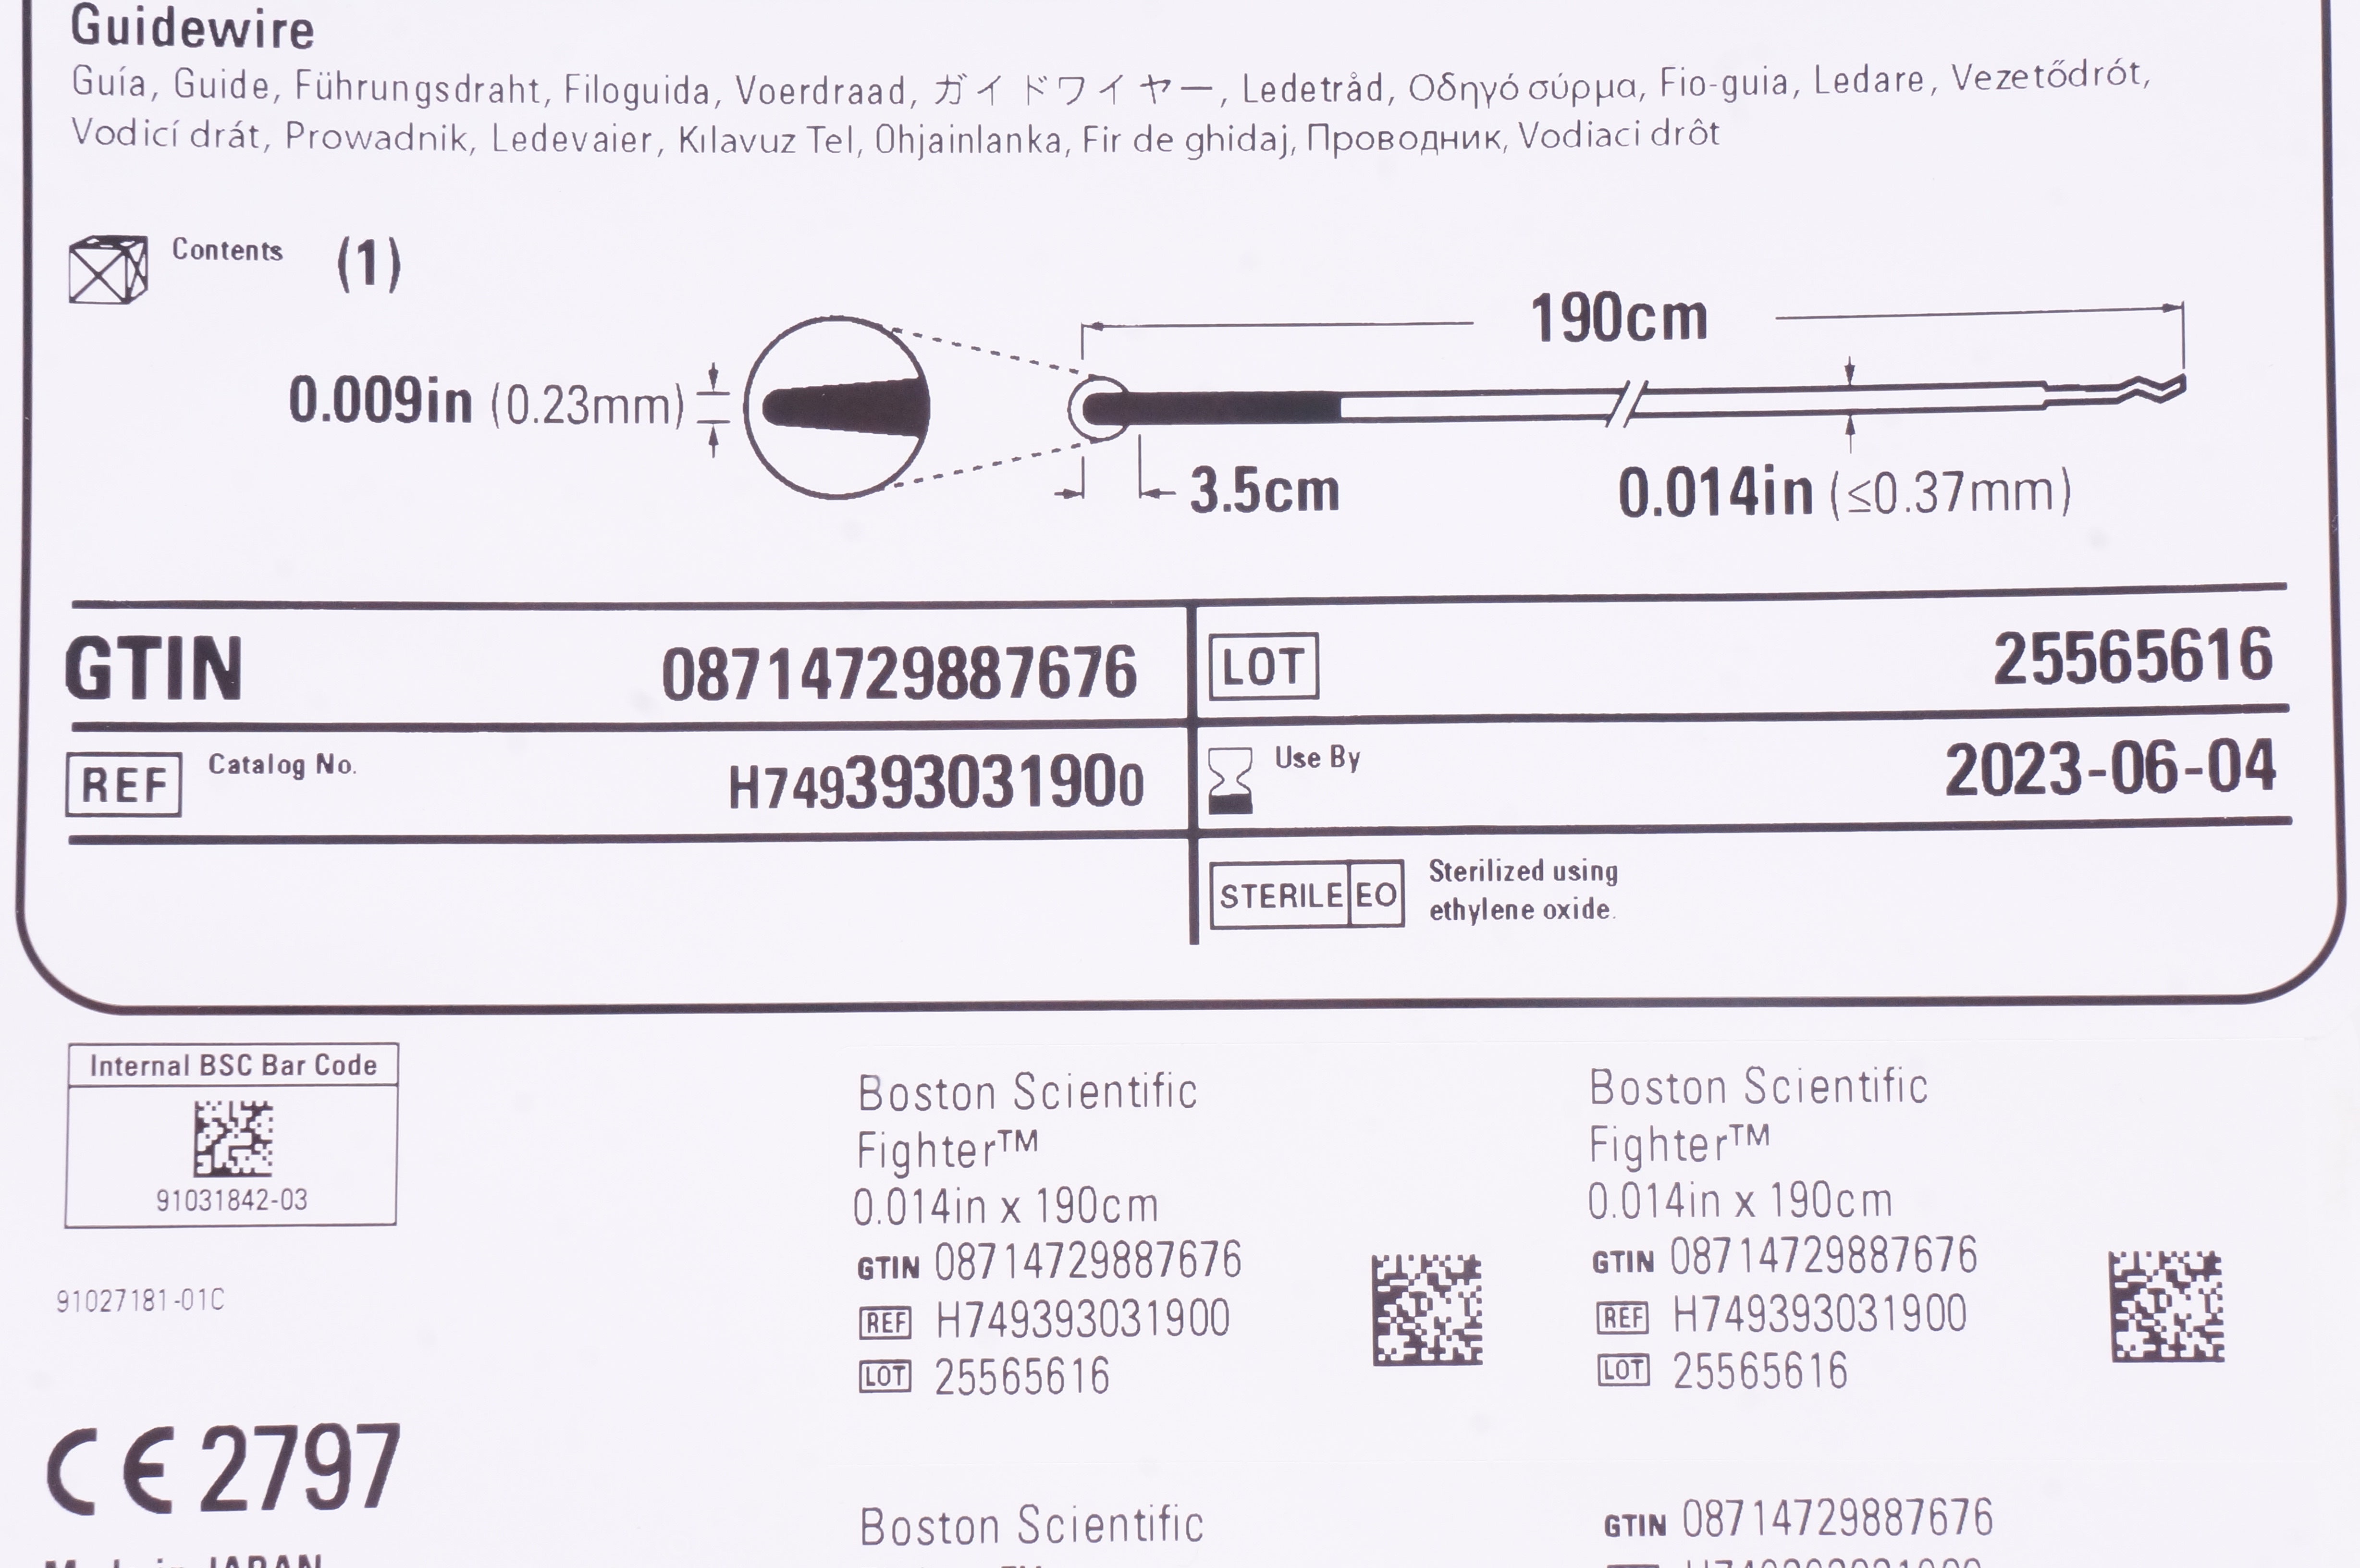 Guidewire
Guía, Guide, Führungsdraht, Filoguida, Voerdraad, ガイドワイヤー, Ledetråd, Οδηγό σύρμα, Fio-guia, Ledare, Vezetődrót,
Vodicí drát, Prowadnik, Ledevaier, Kılavuz Tel, Ohjainlanka, Fir de ghidaj, Проводник, Vodiaci drôt
Contents (1)
190cm
0.009in (0.23mm)
3.5cm
0.014in (≤0.37mm)
GTIN 08714729887676
LOT 25565616
REF Catalog No. H749393031900
Use By 2023-06-04
STERILE EO Sterilized using
ethylene oxide.
Internal BSC Bar Code
91031842-03
91027181-01C
CE 2797
Made in JAPAN
Boston Scientific
Fighter™
0.014in x 190cm
GTIN 08714729887676
REF H749393031900
LOT 25565616
Boston Scientific
Fighter™
0.014in x 190cm
GTIN 08714729887676
REF H749393031900
LOT 25565616
Boston Scientific
GTIN 08714729887676
H749393031900